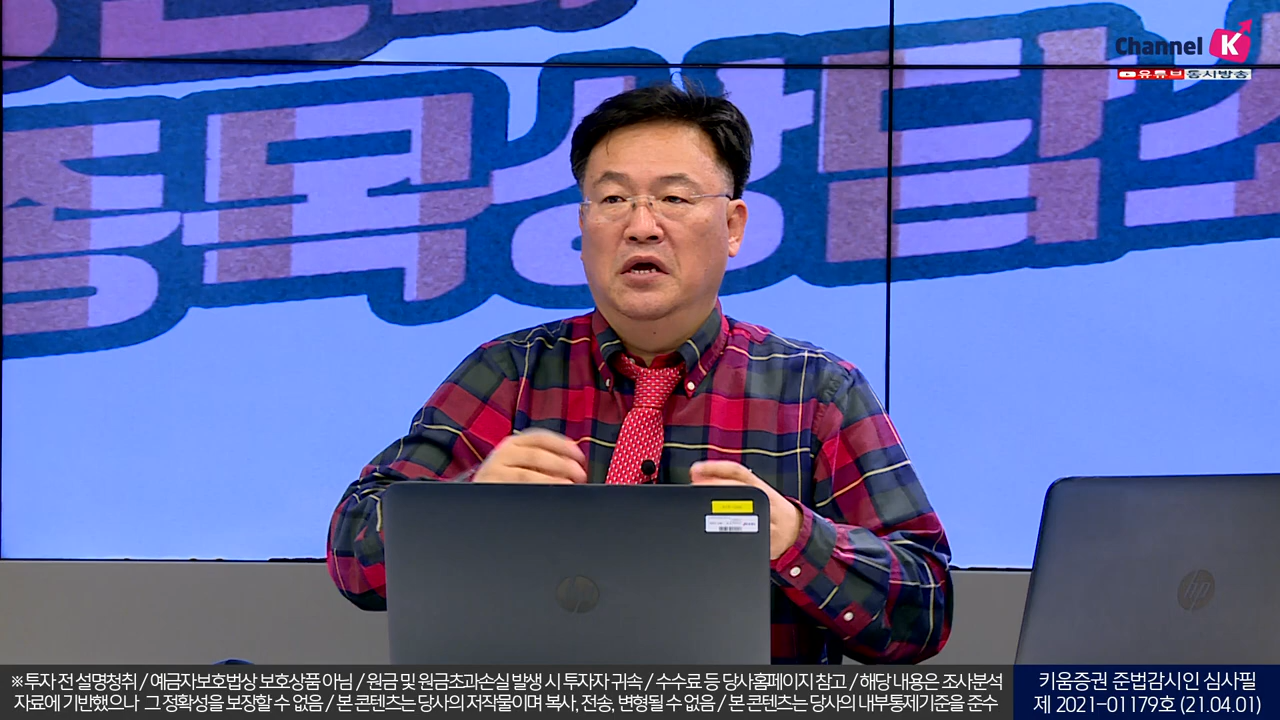 Channel K
유튜브 동시방송
종목상담소
※ 투자 전 설명청취 / 예금자보호법상 보호상품 아님 / 원금 및 원금초과손실 발생 시 투자자 귀속 / 수수료 등 당사홈페이지 참고 / 해당 내용은 조사분석
자료에 기반했으나 그 정확성을 보장할 수 없음 / 본 콘텐츠는 당사의 저작물이며 복사, 전송, 변형될 수 없음 / 본 콘텐츠는 당사의 내부통제기준을 준수
키움증권 준법감시인 심사필
제 2021-01179호 (21.04.01)
hp
hp